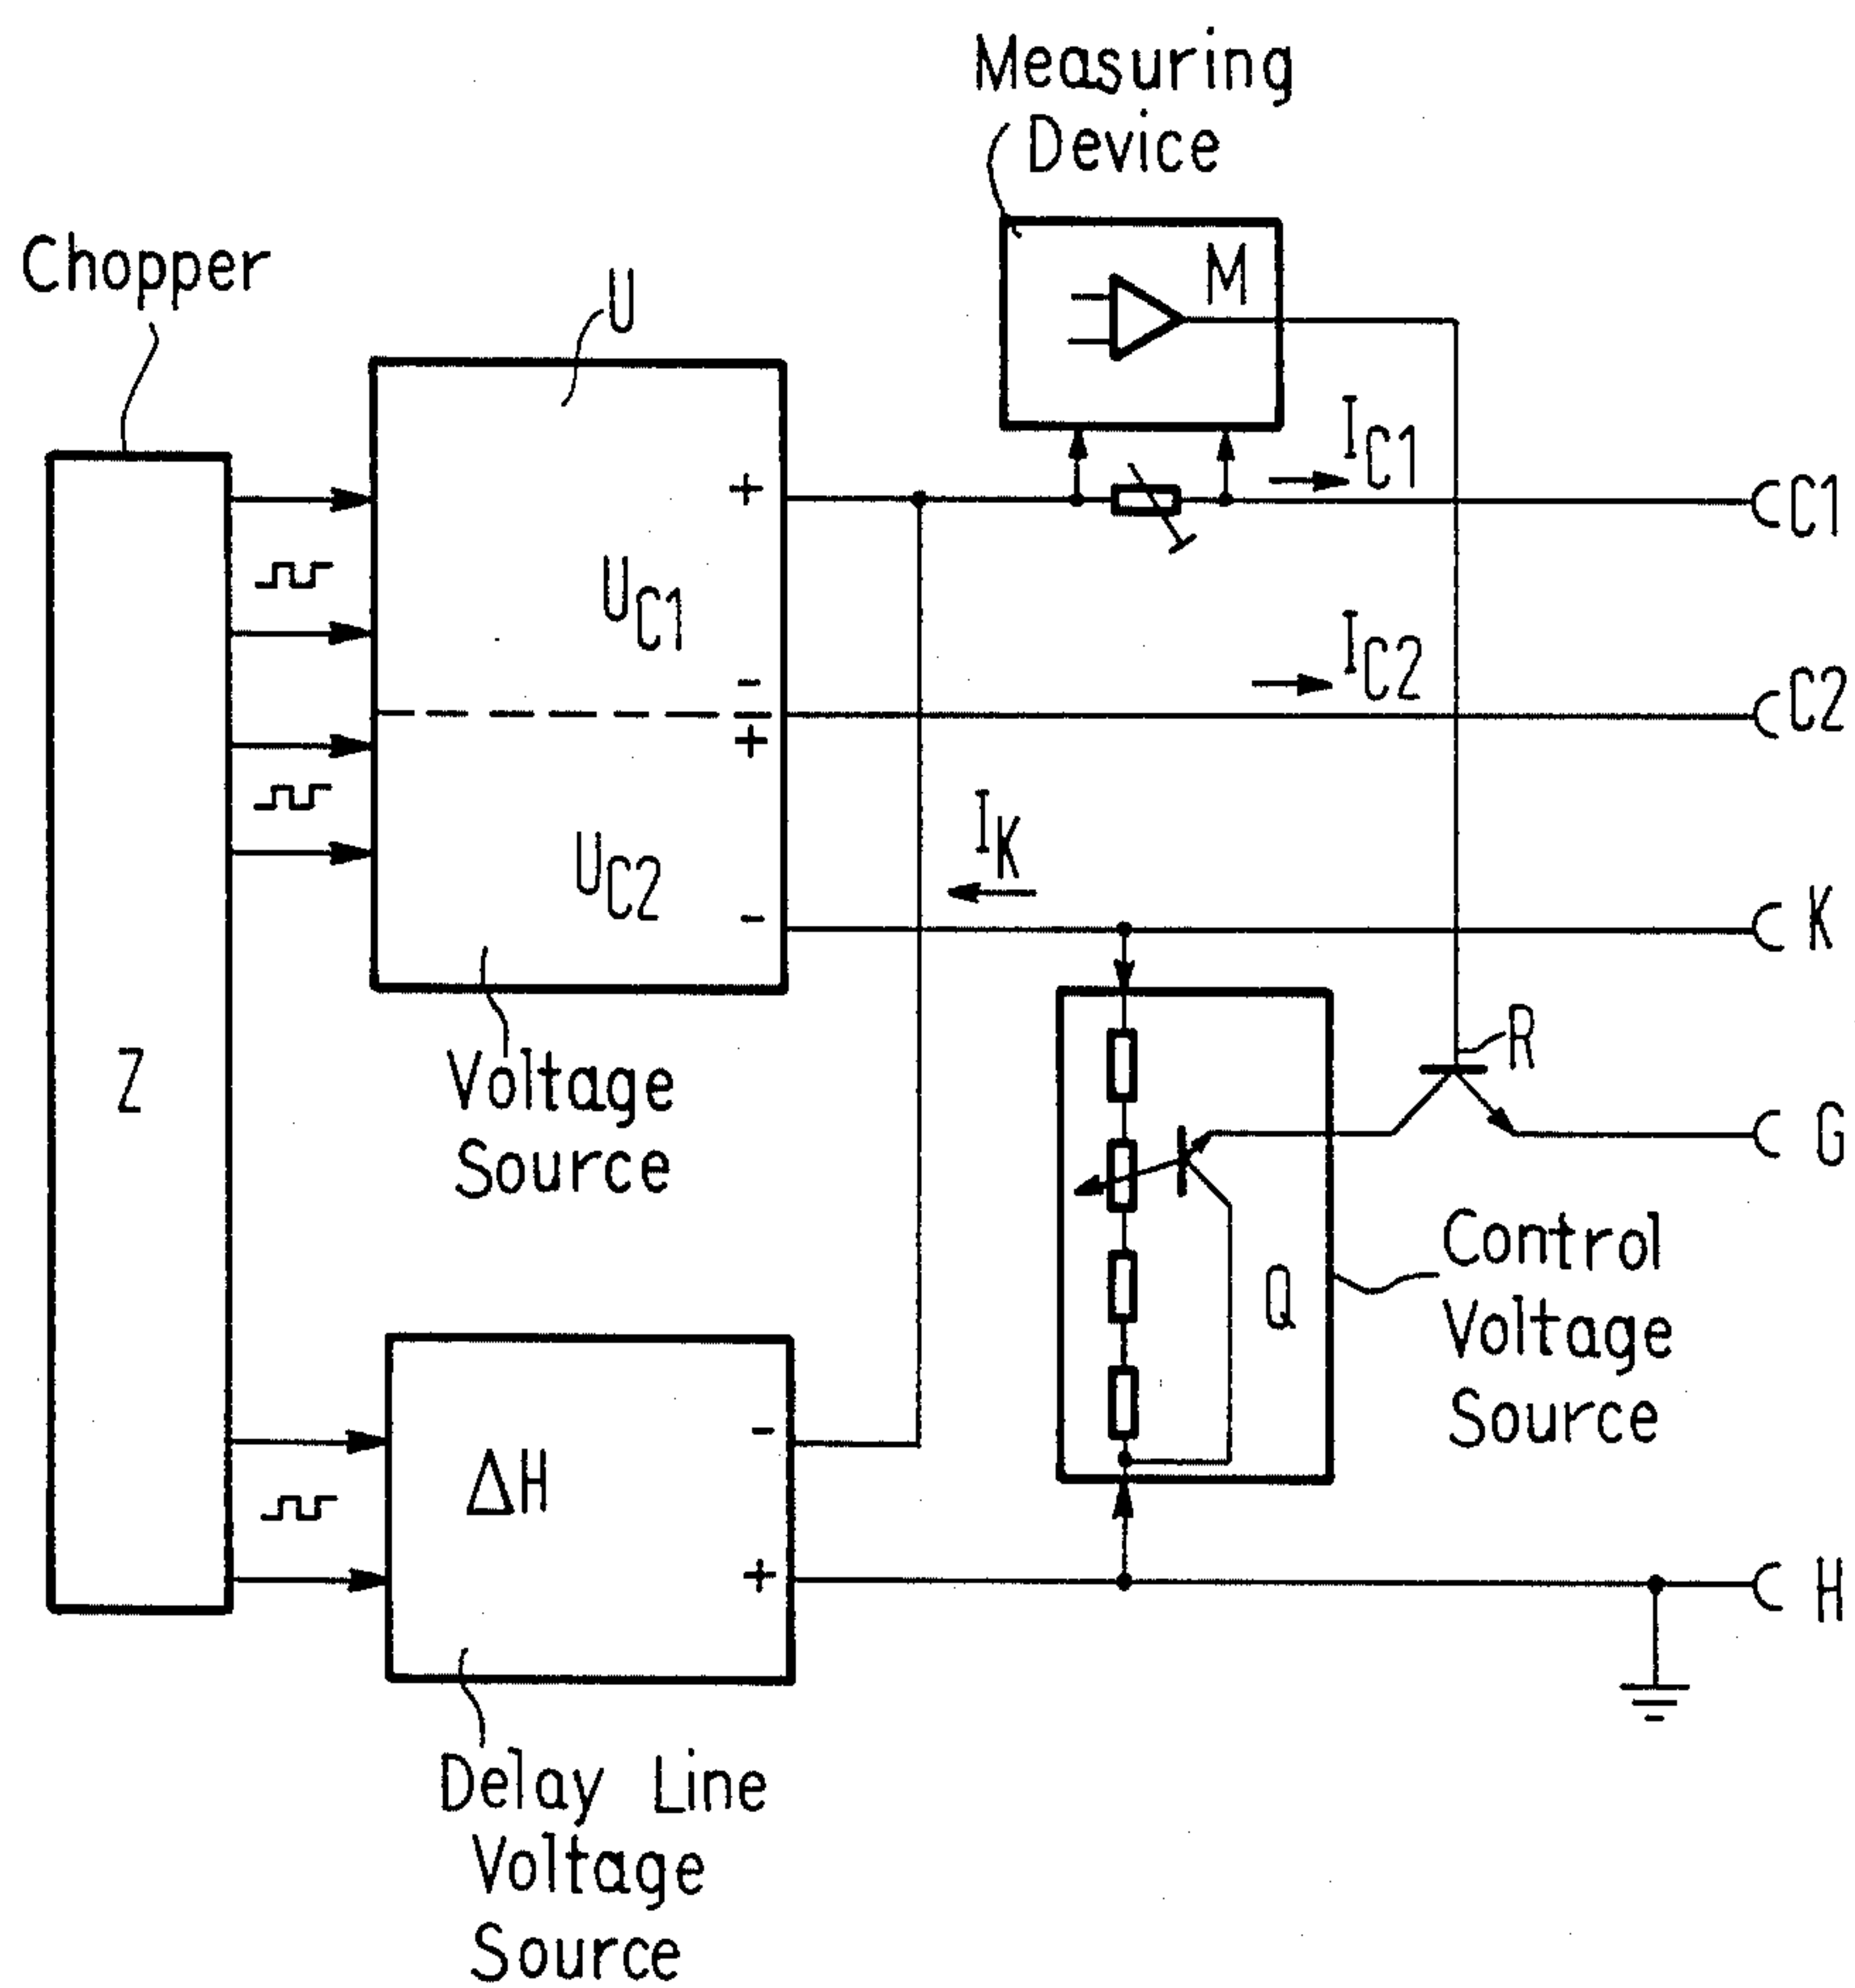 Measuring
Device
M
Chopper
U
I_C1
C1
+
U_C1
I_C2
-
C2
+
I_K
U_C2
-
K
Z
Voltage
Source
R
G
Q
Control
Voltage
Source
-
ΔH
+
H
Delay Line
Voltage
Source